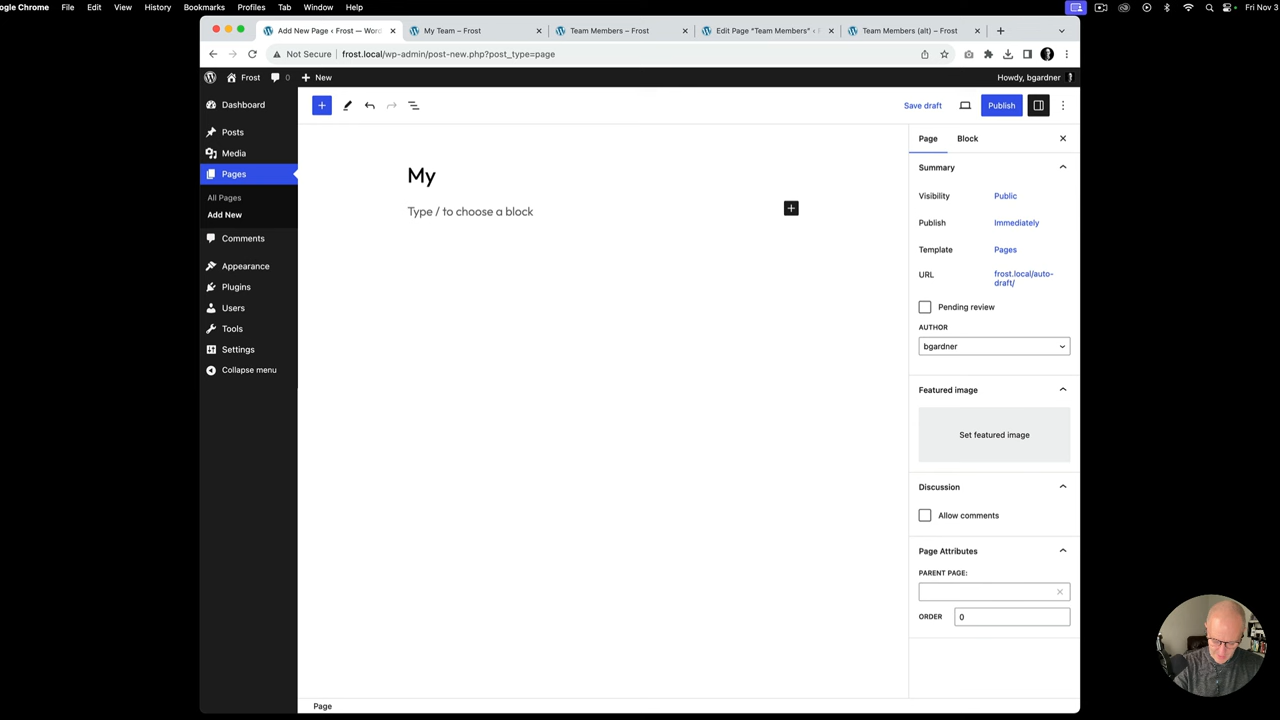 ogle Chrome File Edit View History Bookmarks Profiles Tab Window Help Fri Nov 3
Add New Page ‹ Frost — Wor My Team – Frost Team Members – Frost Edit Page "Team Members" ‹ Team Members (alt) – Frost
Not Secure frost.local/wp-admin/post-new.php?post_type=page
Frost 0 New Howdy, bgardner
Dashboard
Posts
Media
Pages
All Pages
Add New
Comments
Appearance
Plugins
Users
Tools
Settings
Collapse menu
Save draft Publish
My
Type / to choose a block
Page Block
Summary
Visibility Public
Publish Immediately
Template Pages
URL frost.local/auto-
draft/
Pending review
AUTHOR
bgardner
Featured image
Set featured image
Discussion
Allow comments
Page Attributes
PARENT PAGE:
ORDER 0
Page